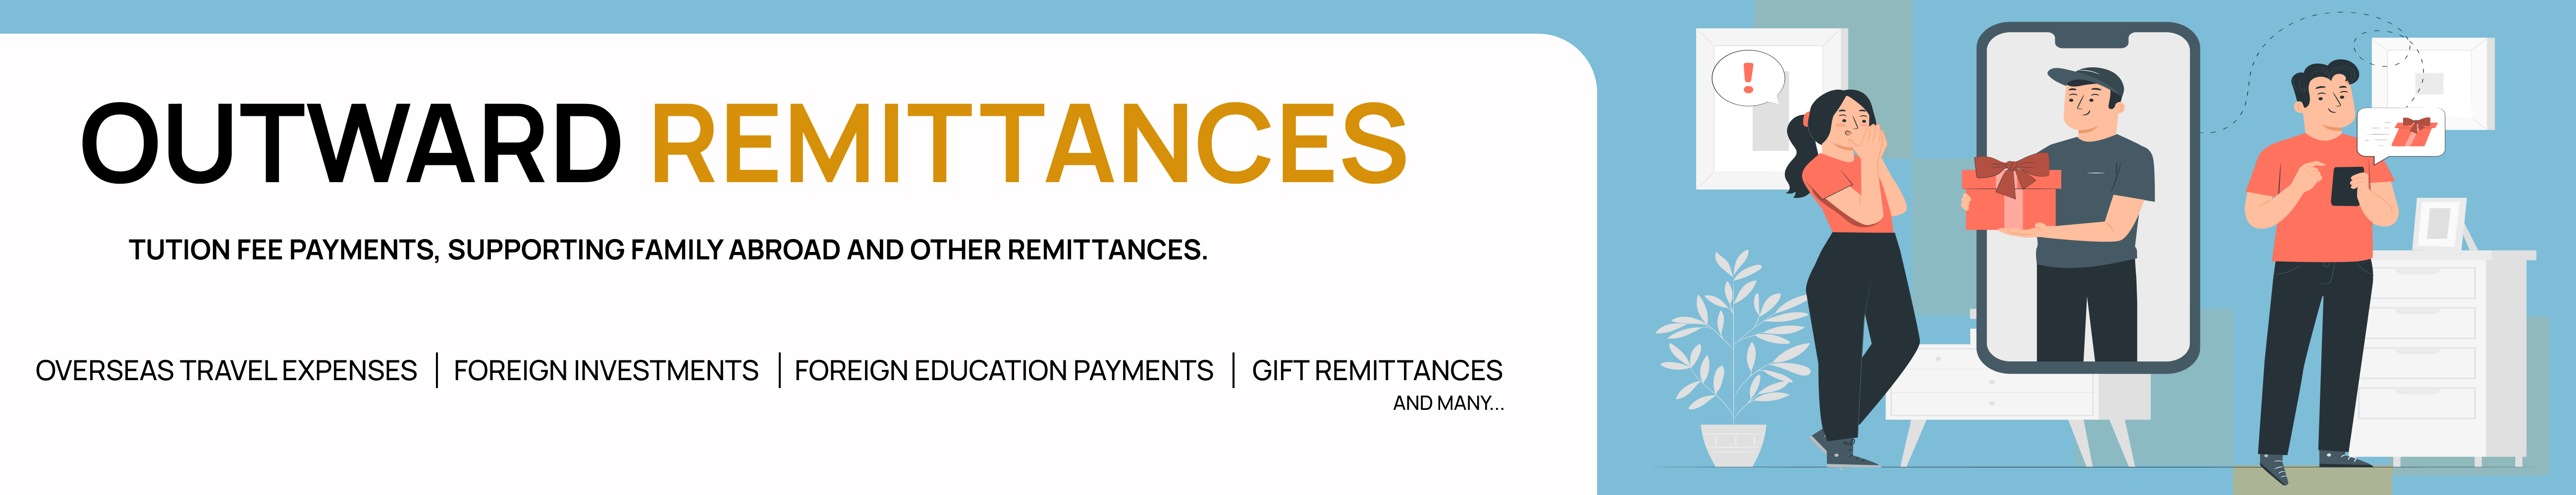 OUTWARD REMITTANCES
TUTION FEE PAYMENTS, SUPPORTING FAMILY ABROAD AND OTHER REMITTANCES.
OVERSEAS TRAVEL EXPENSES | FOREIGN INVESTMENTS | FOREIGN EDUCATION PAYMENTS | GIFT REMITTANCES
AND MANY...
!